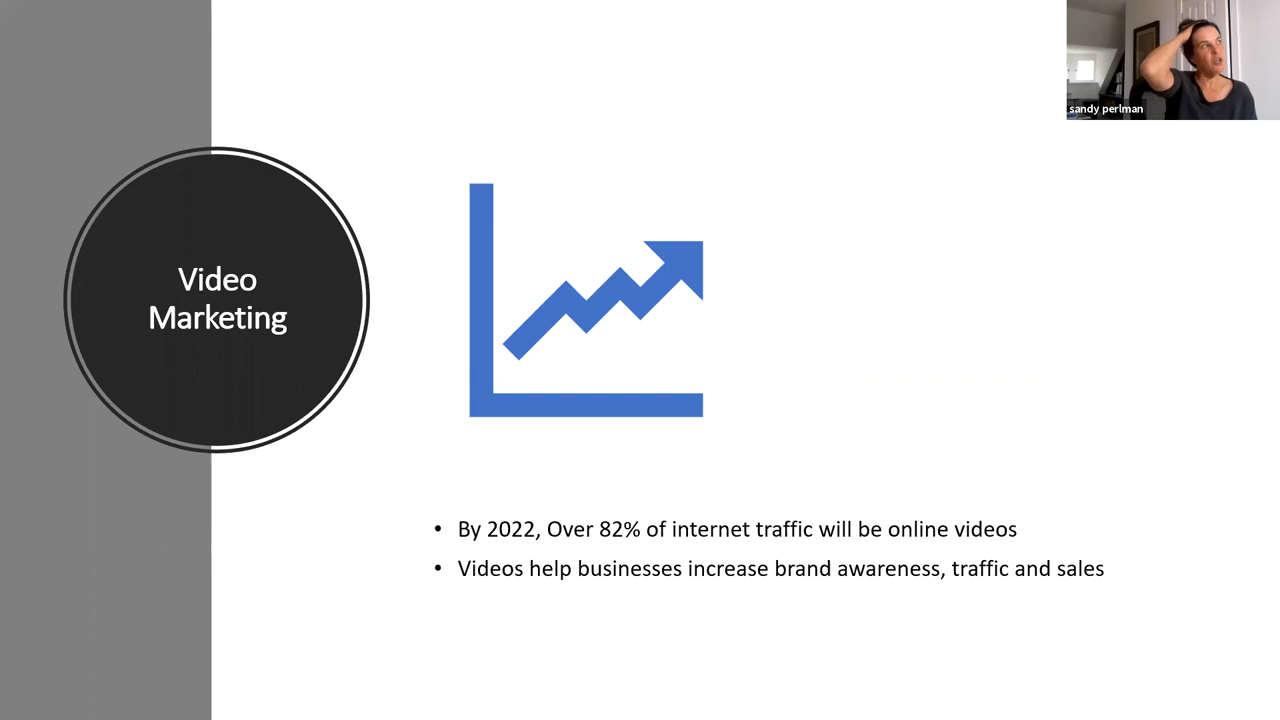 sandy perlman
Video
Marketing
• By 2022, Over 82% of internet traffic will be online videos
• Videos help businesses increase brand awareness, traffic and sales